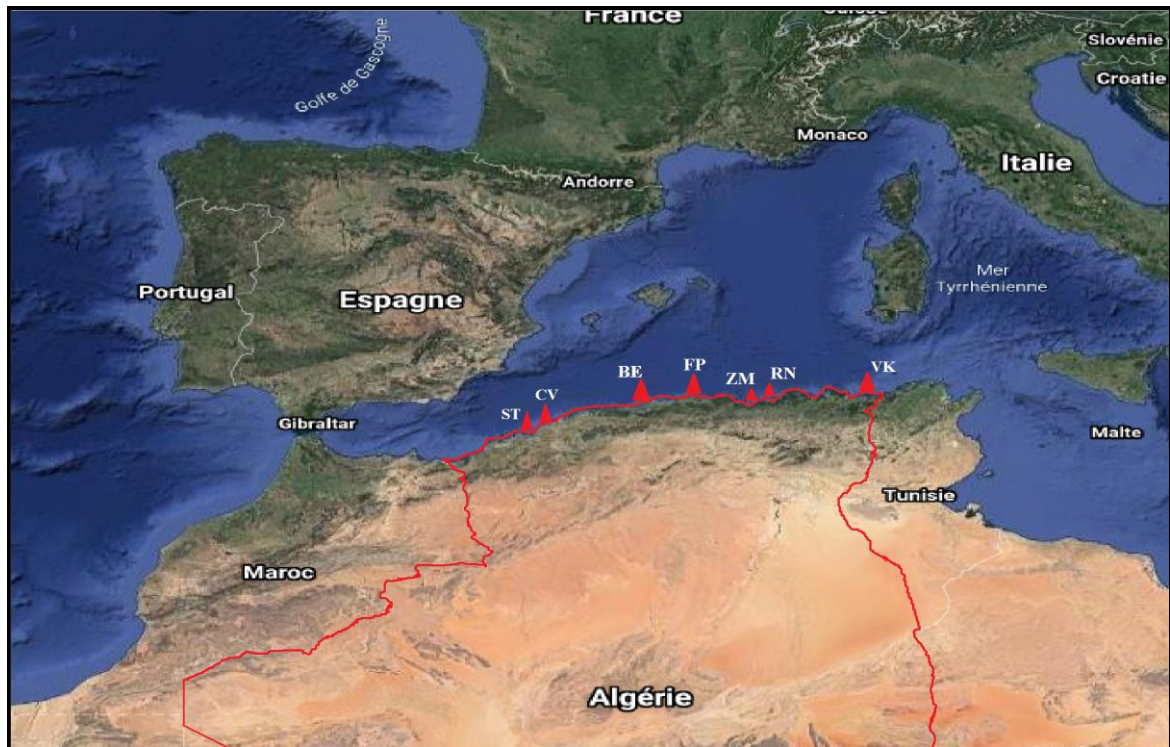 France
Suisse
Slovénie
Croatie
Golfe de Gascogne
Monaco
Italie
Andorre
Portugal
Espagne
Mer
Tyrrhénienne
BE
FP
ZM
RN
VK
ST
CV
Gibraltar
Malte
Tunisie
Maroc
Algérie